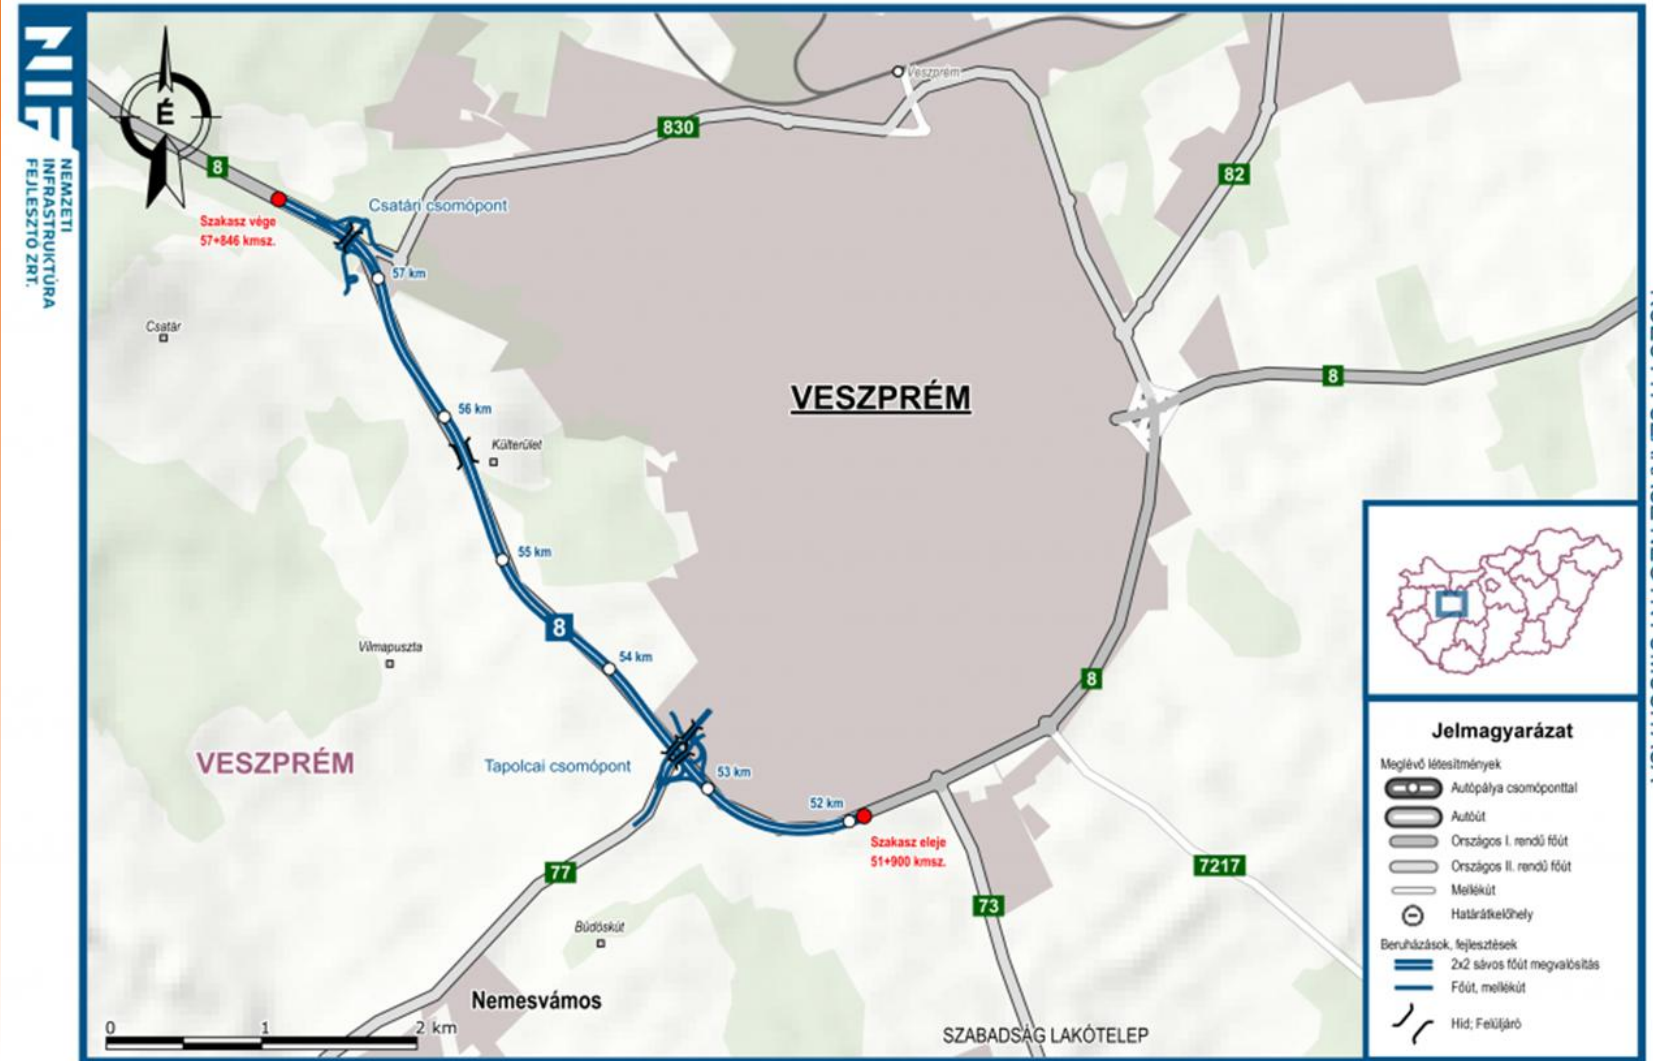 NIF
NEMZETI
INFRASTRUKTÚRA
FEJLESZTŐ ZRT.
É
8
Szakasz vége
57+846 kmsz.
Csatári csomópont
830
Veszprém
82
57 km
Csatár
VESZPRÉM
8
56 km
Külterület
55 km
8
54 km
Vilmapuszta
8
VESZPRÉM
Tapolcai csomópont
53 km
52 km
Szakasz eleje
51+900 kmsz.
77
7217
73
Büdöskút
Nemesvámos
SZABADSÁG LAKÓTELEP
0 1 2 km
Jelmagyarázat
Meglévő létesítmények
Autópálya csomóponttal
Autóút
Országos I. rendű főút
Országos II. rendű főút
Mellékút
Határátkelőhely
Beruházások, fejlesztések
2x2 sávos főút megvalósítás
Főút, mellékút
Híd; Felüljáró